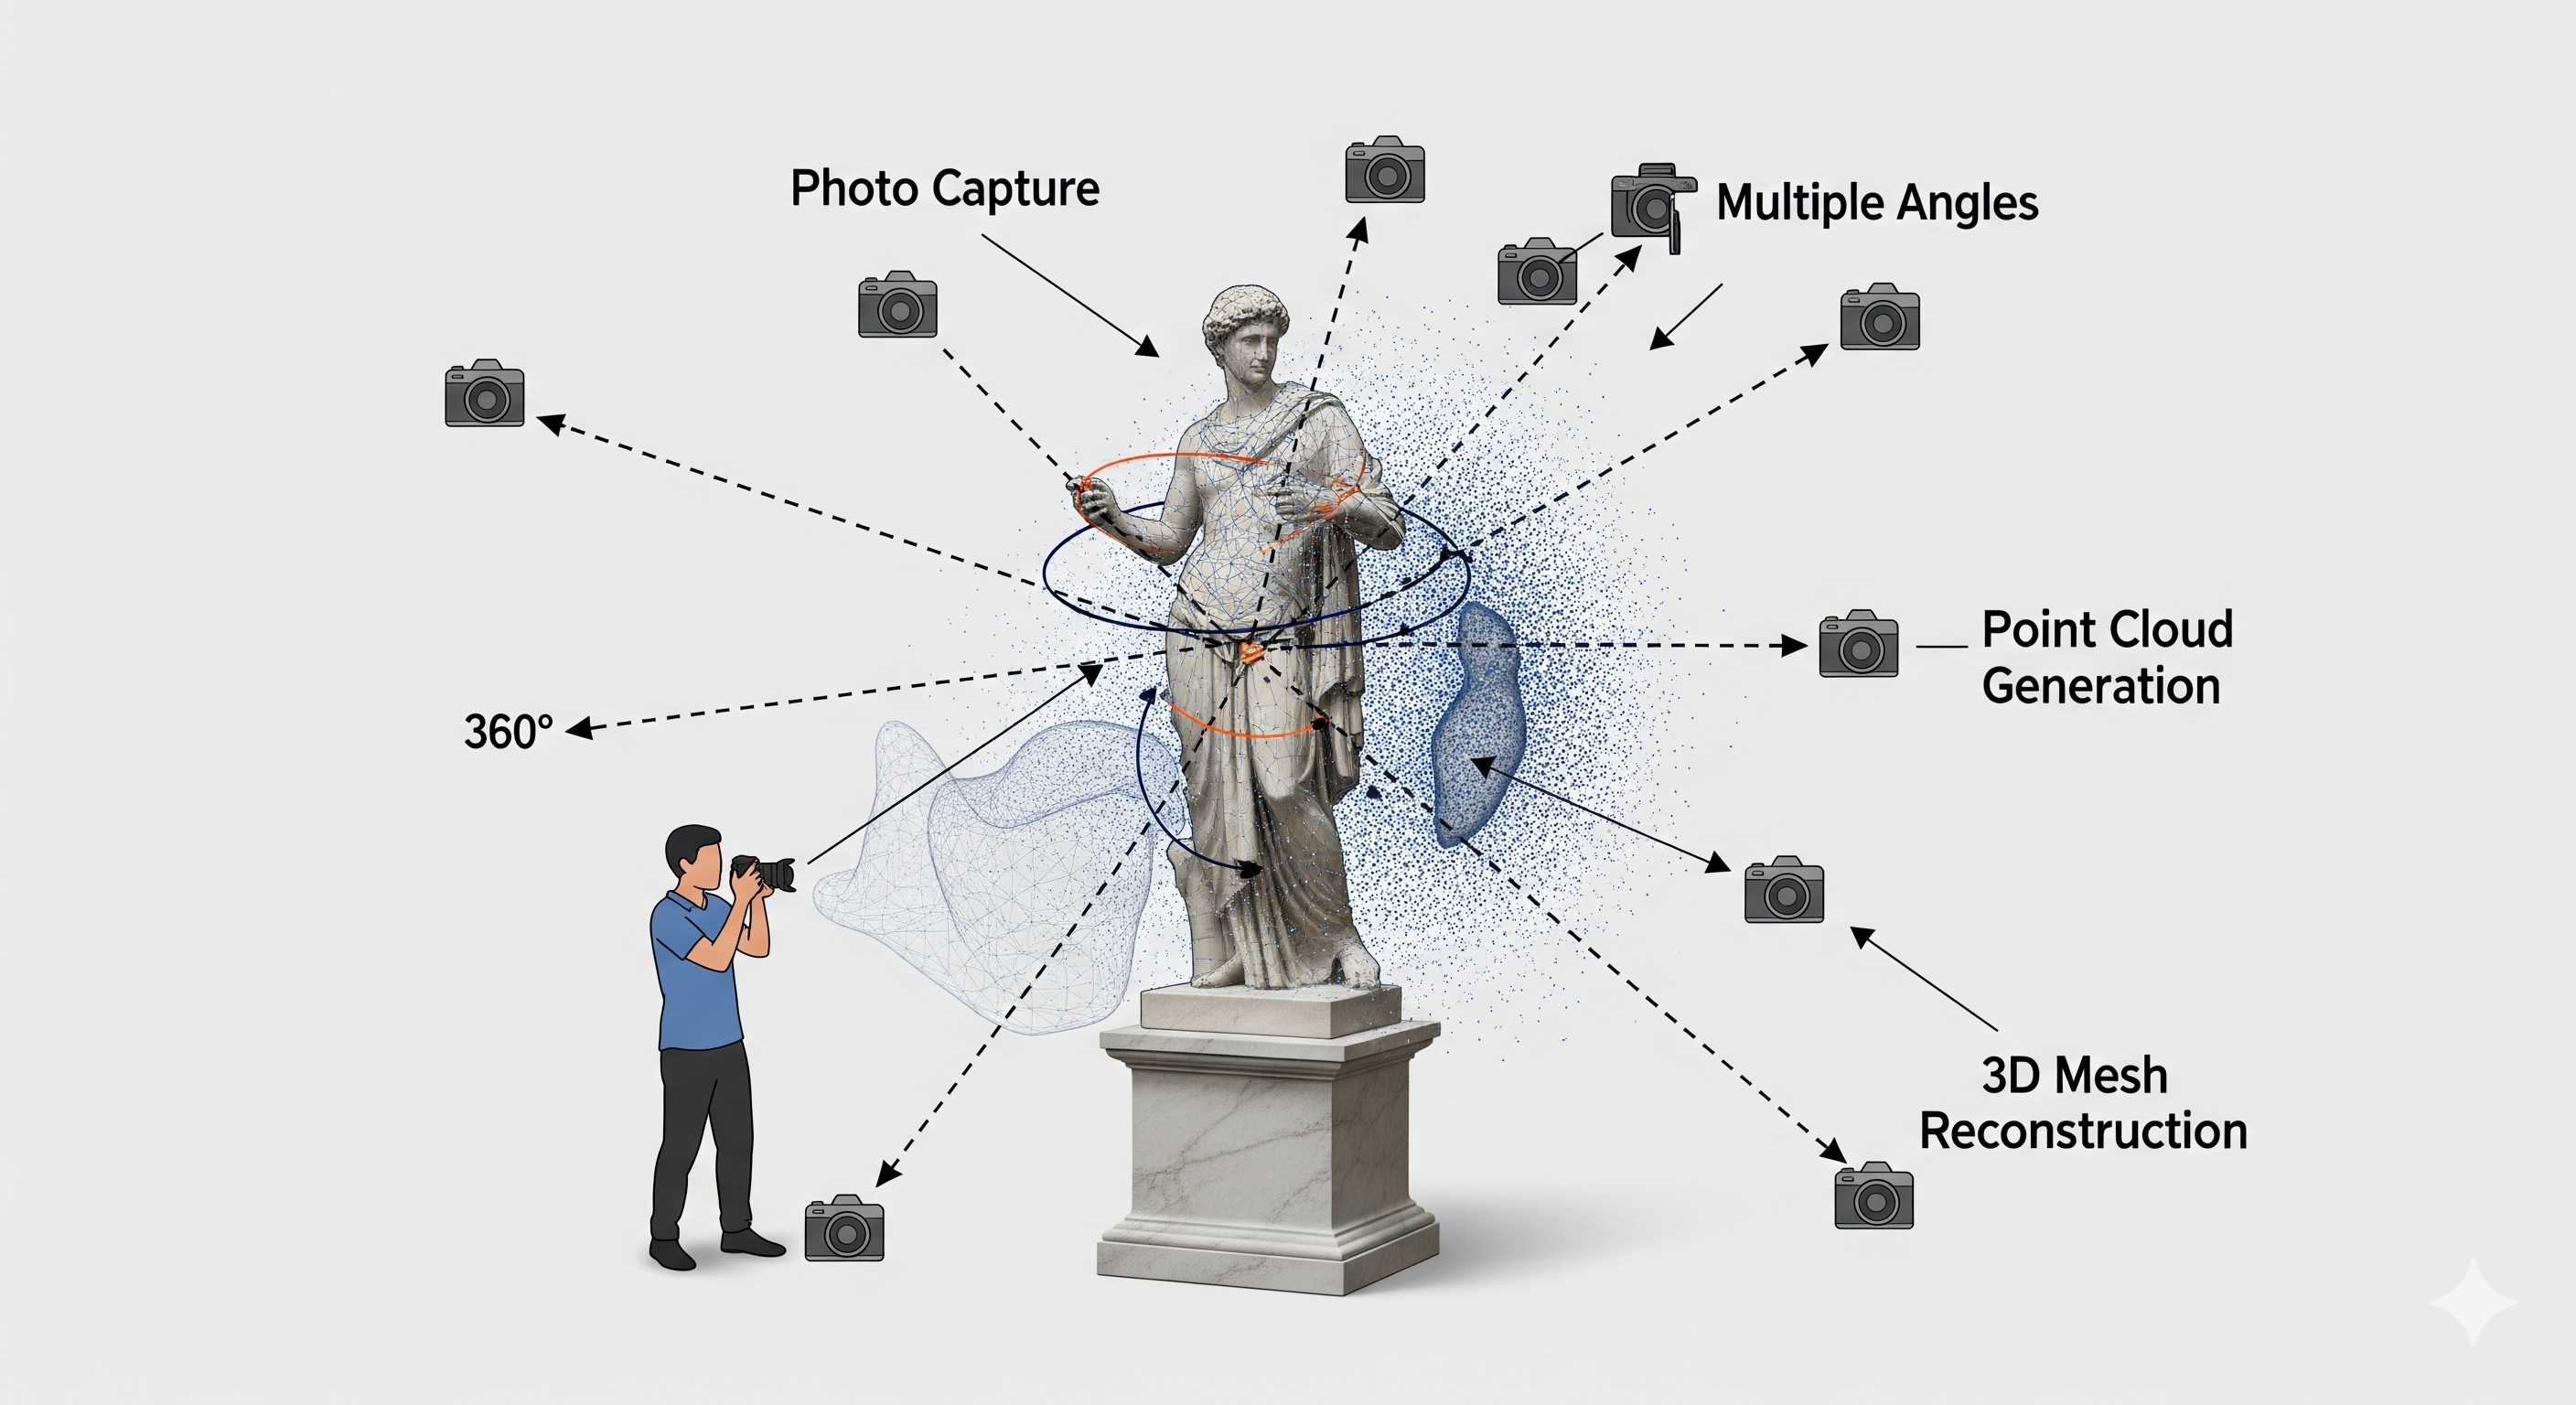 Photo Capture
Multiple Angles
Point Cloud
Generation
360°
3D Mesh
Reconstruction